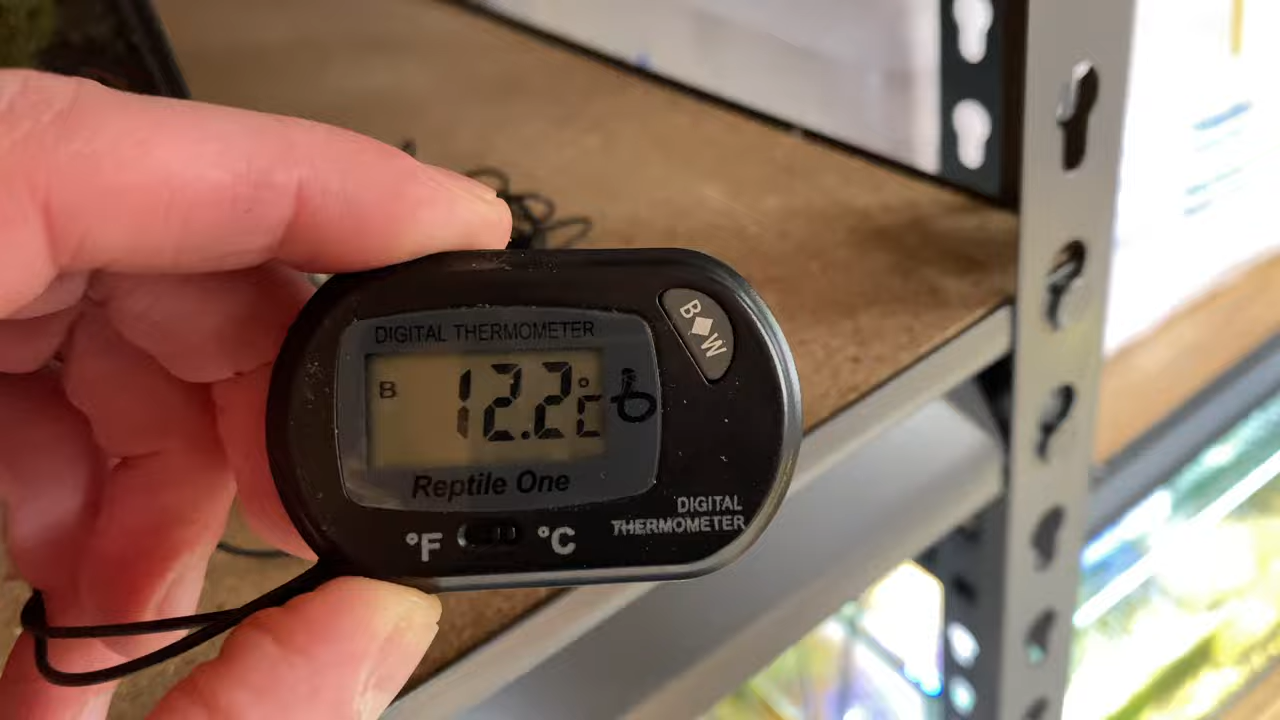 DIGITAL THERMOMETER
B 12.2°C
Reptile One
B◆W
°F °C
DIGITAL
THERMOMETER